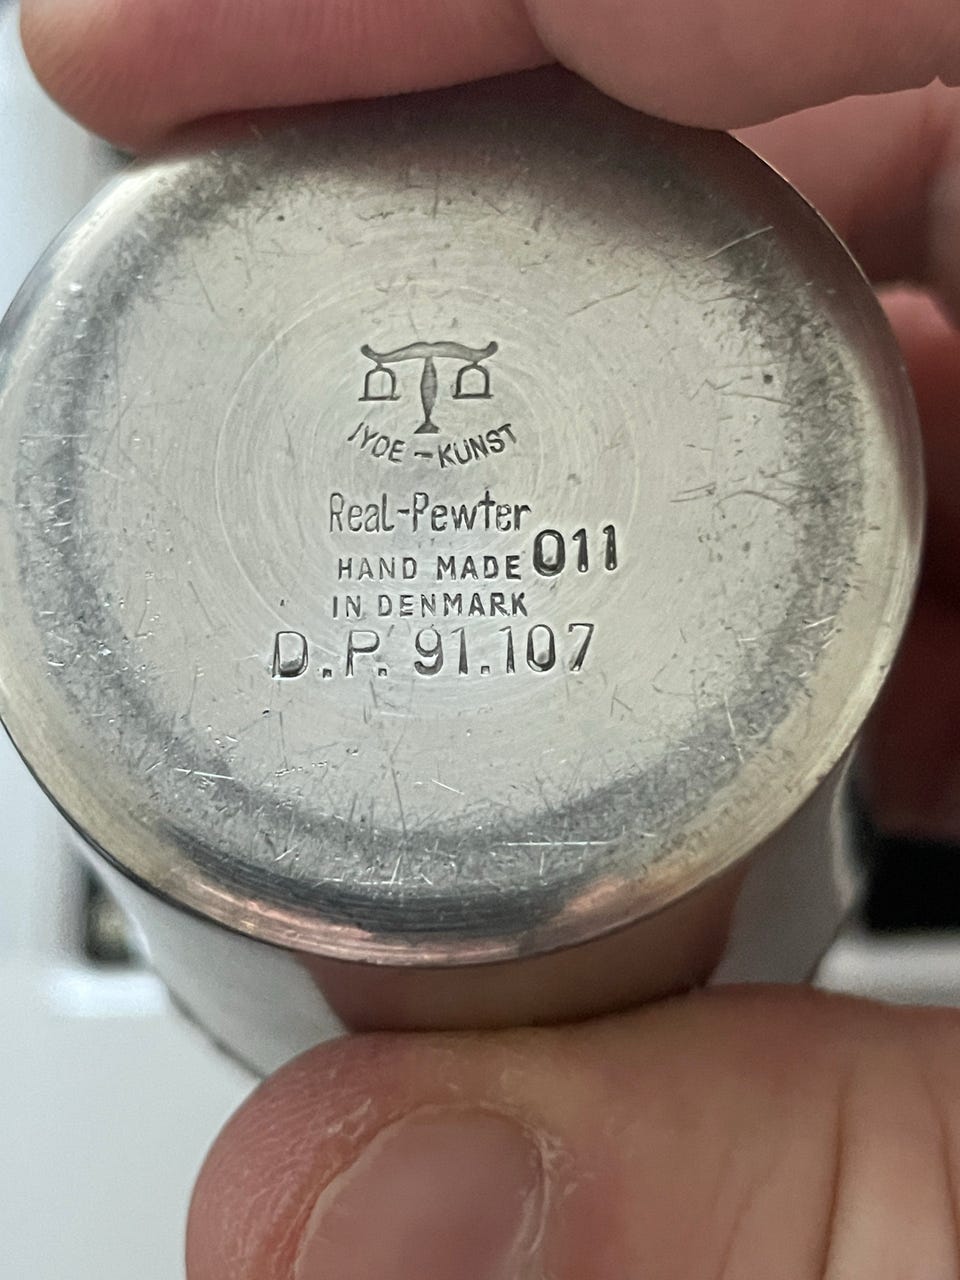 JYDE-KUNST
Real-Pewter
HAND MADE 011
IN DENMARK
D.P. 91.107